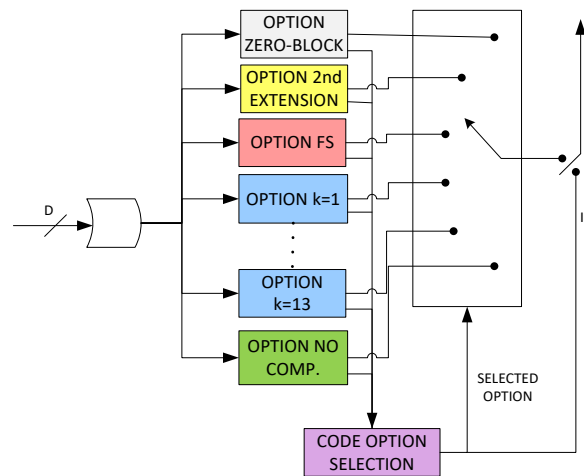 OPTION
ZERO-BLOCK
OPTION 2nd
EXTENSION
OPTION FS
D
OPTION k=1
I
OPTION
k=13
OPTION NO
COMP.
SELECTED
OPTION
CODE OPTION
SELECTION